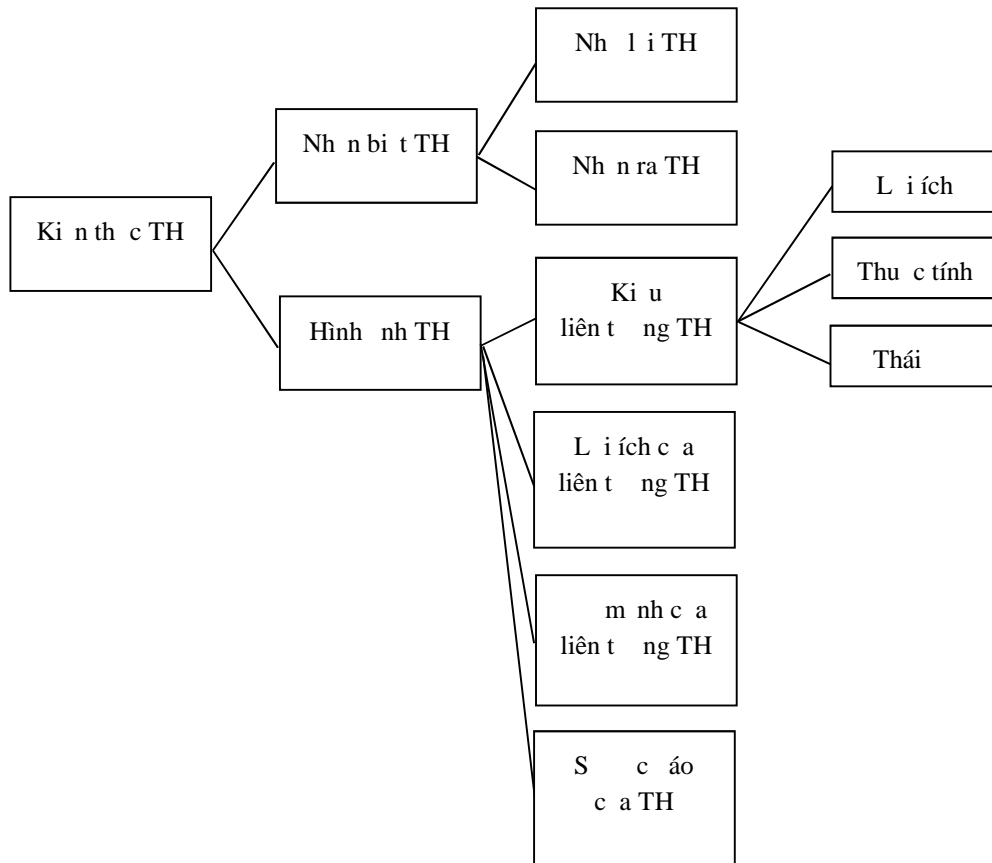 Ki n th c TH
Nh n bi t TH
Hình nh TH
Nh l i TH
Nh n ra TH
Ki u
liên t ng TH
L i ích c a
liên t ng TH
m nh c a
liên t ng TH
S c áo
c a TH
L i ích
Thu c tính
Thái